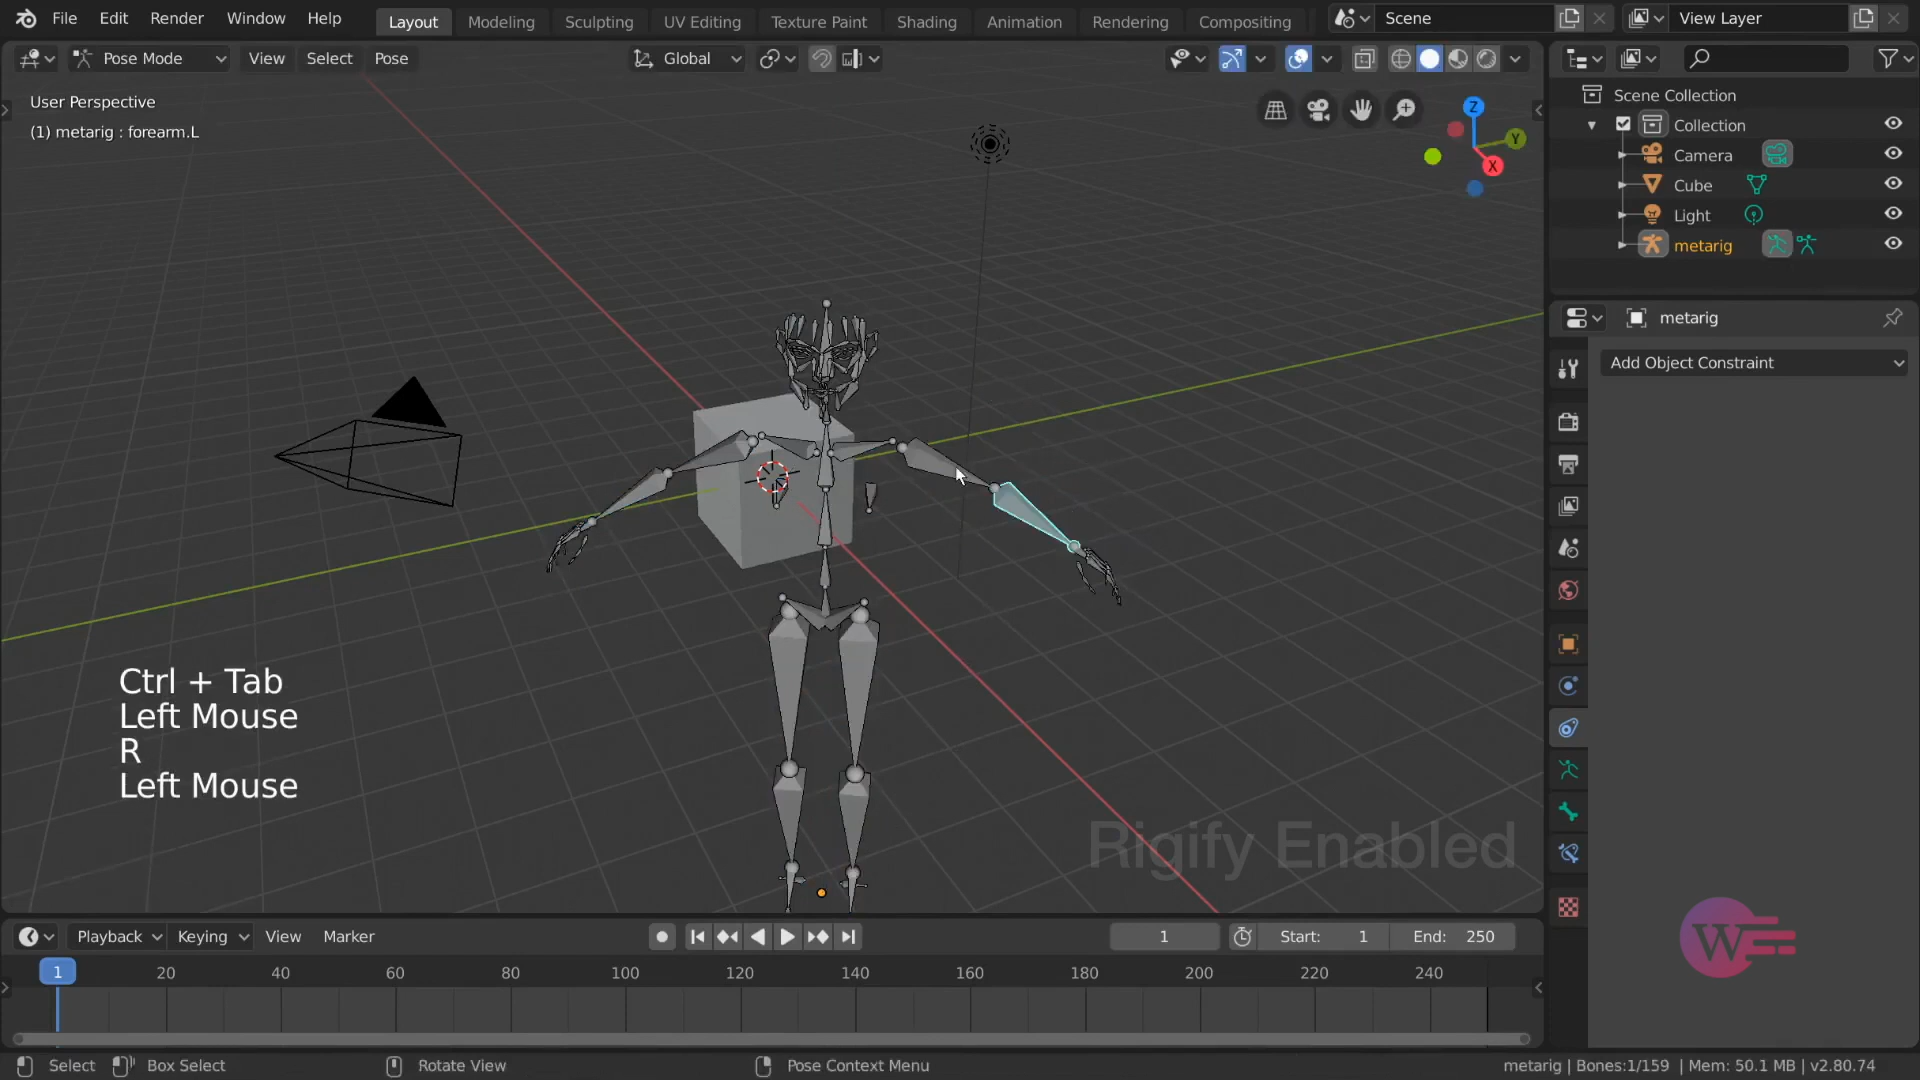 File Edit Render Window Help Layout Modeling Sculpting UV Editing Texture Paint Shading Animation Rendering Compositing Scene View Layer
Pose Mode View Select Pose Global
User Perspective
(1) metarig : forearm.L
Z
Y
X
Scene Collection
Collection
Camera
Cube
Light
metarig
metarig
Add Object Constraint
Ctrl + Tab
Left Mouse
R
Left Mouse
Rigify Enabled
W
Playback Keying View Marker 1 Start: 1 End: 250
1 20 40 60 80 100 120 140 160 180 200 220 240
Select Box Select Rotate View Pose Context Menu metarig | Bones:1/159 | Mem: 50.1 MB | v2.80.74